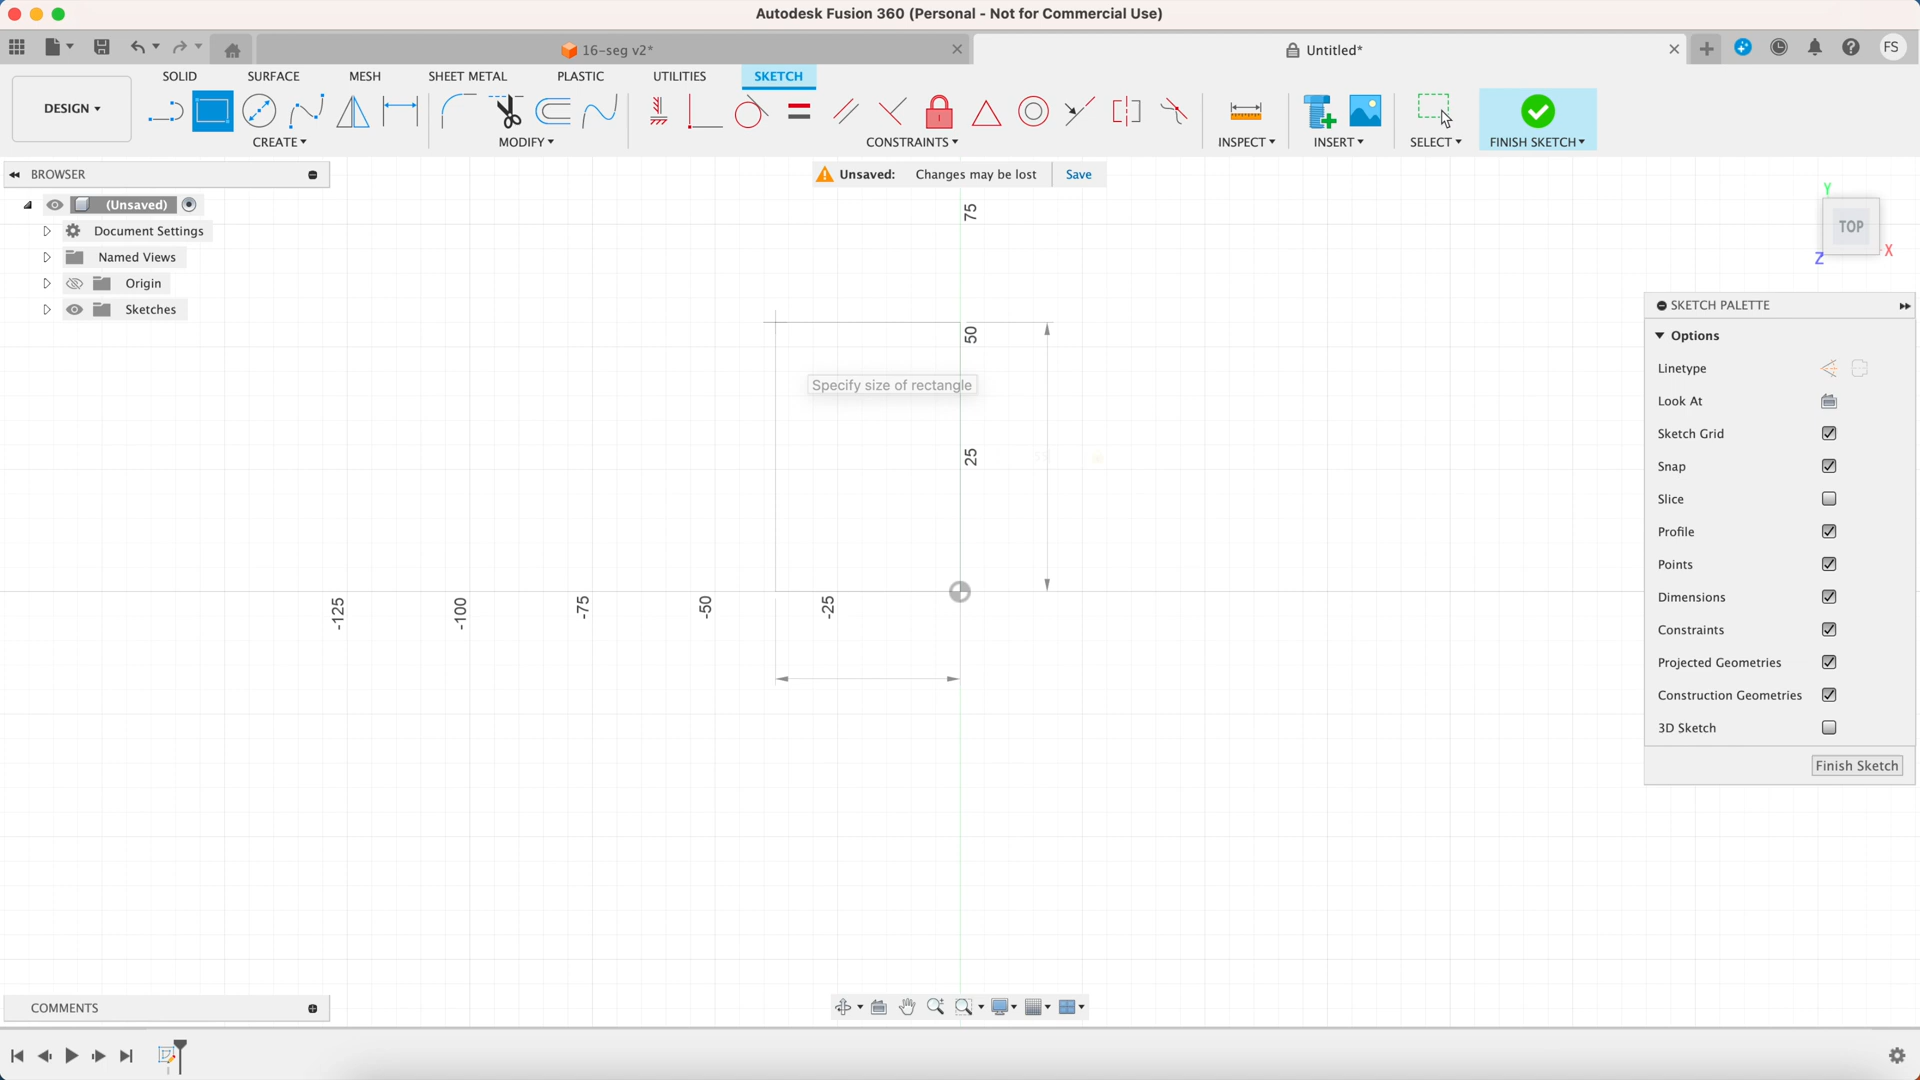 Autodesk Fusion 360 (Personal - Not for Commercial Use)
16-seg v2*
Untitled*
FS
SOLID SURFACE MESH SHEET METAL PLASTIC UTILITIES SKETCH
DESIGN
CREATE MODIFY CONSTRAINTS INSPECT INSERT SELECT FINISH SKETCH
BROWSER
Unsaved: Changes may be lost Save
(Unsaved)
Document Settings
Named Views
Origin
Sketches
75
50
25
Specify size of rectangle
-125
-100
-75
-50
-25
Y
TOP
X
Z
SKETCH PALETTE
Options
Linetype
Look At
Sketch Grid
Snap
Slice
Profile
Points
Dimensions
Constraints
Projected Geometries
Construction Geometries
3D Sketch
Finish Sketch
COMMENTS